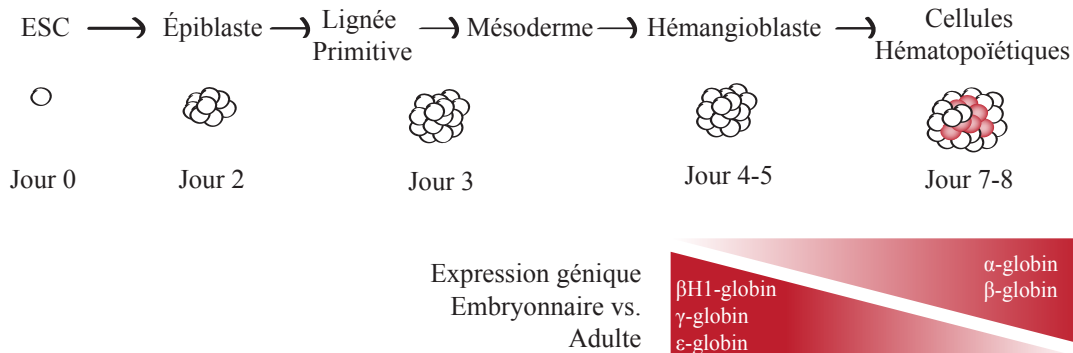 ESC → Épiblaste → Lignée Primitive → Mésoderme → Hémangioblaste → Cellules Hématopoïétiques
Jour 0 Jour 2 Jour 3 Jour 4-5 Jour 7-8
Expression génique
Embryonnaire vs.
Adulte
βH1-globin
γ-globin
ε-globin
α-globin
β-globin